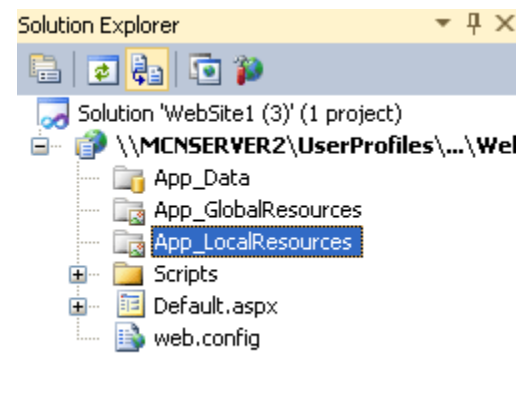 Solution Explorer
Solution 'WebSite1 (3)' (1 project)
\\MCNSERVER2\UserProfiles\...\Wel
App_Data
App_GlobalResources
App_LocalResources
Scripts
Default.aspx
web.config